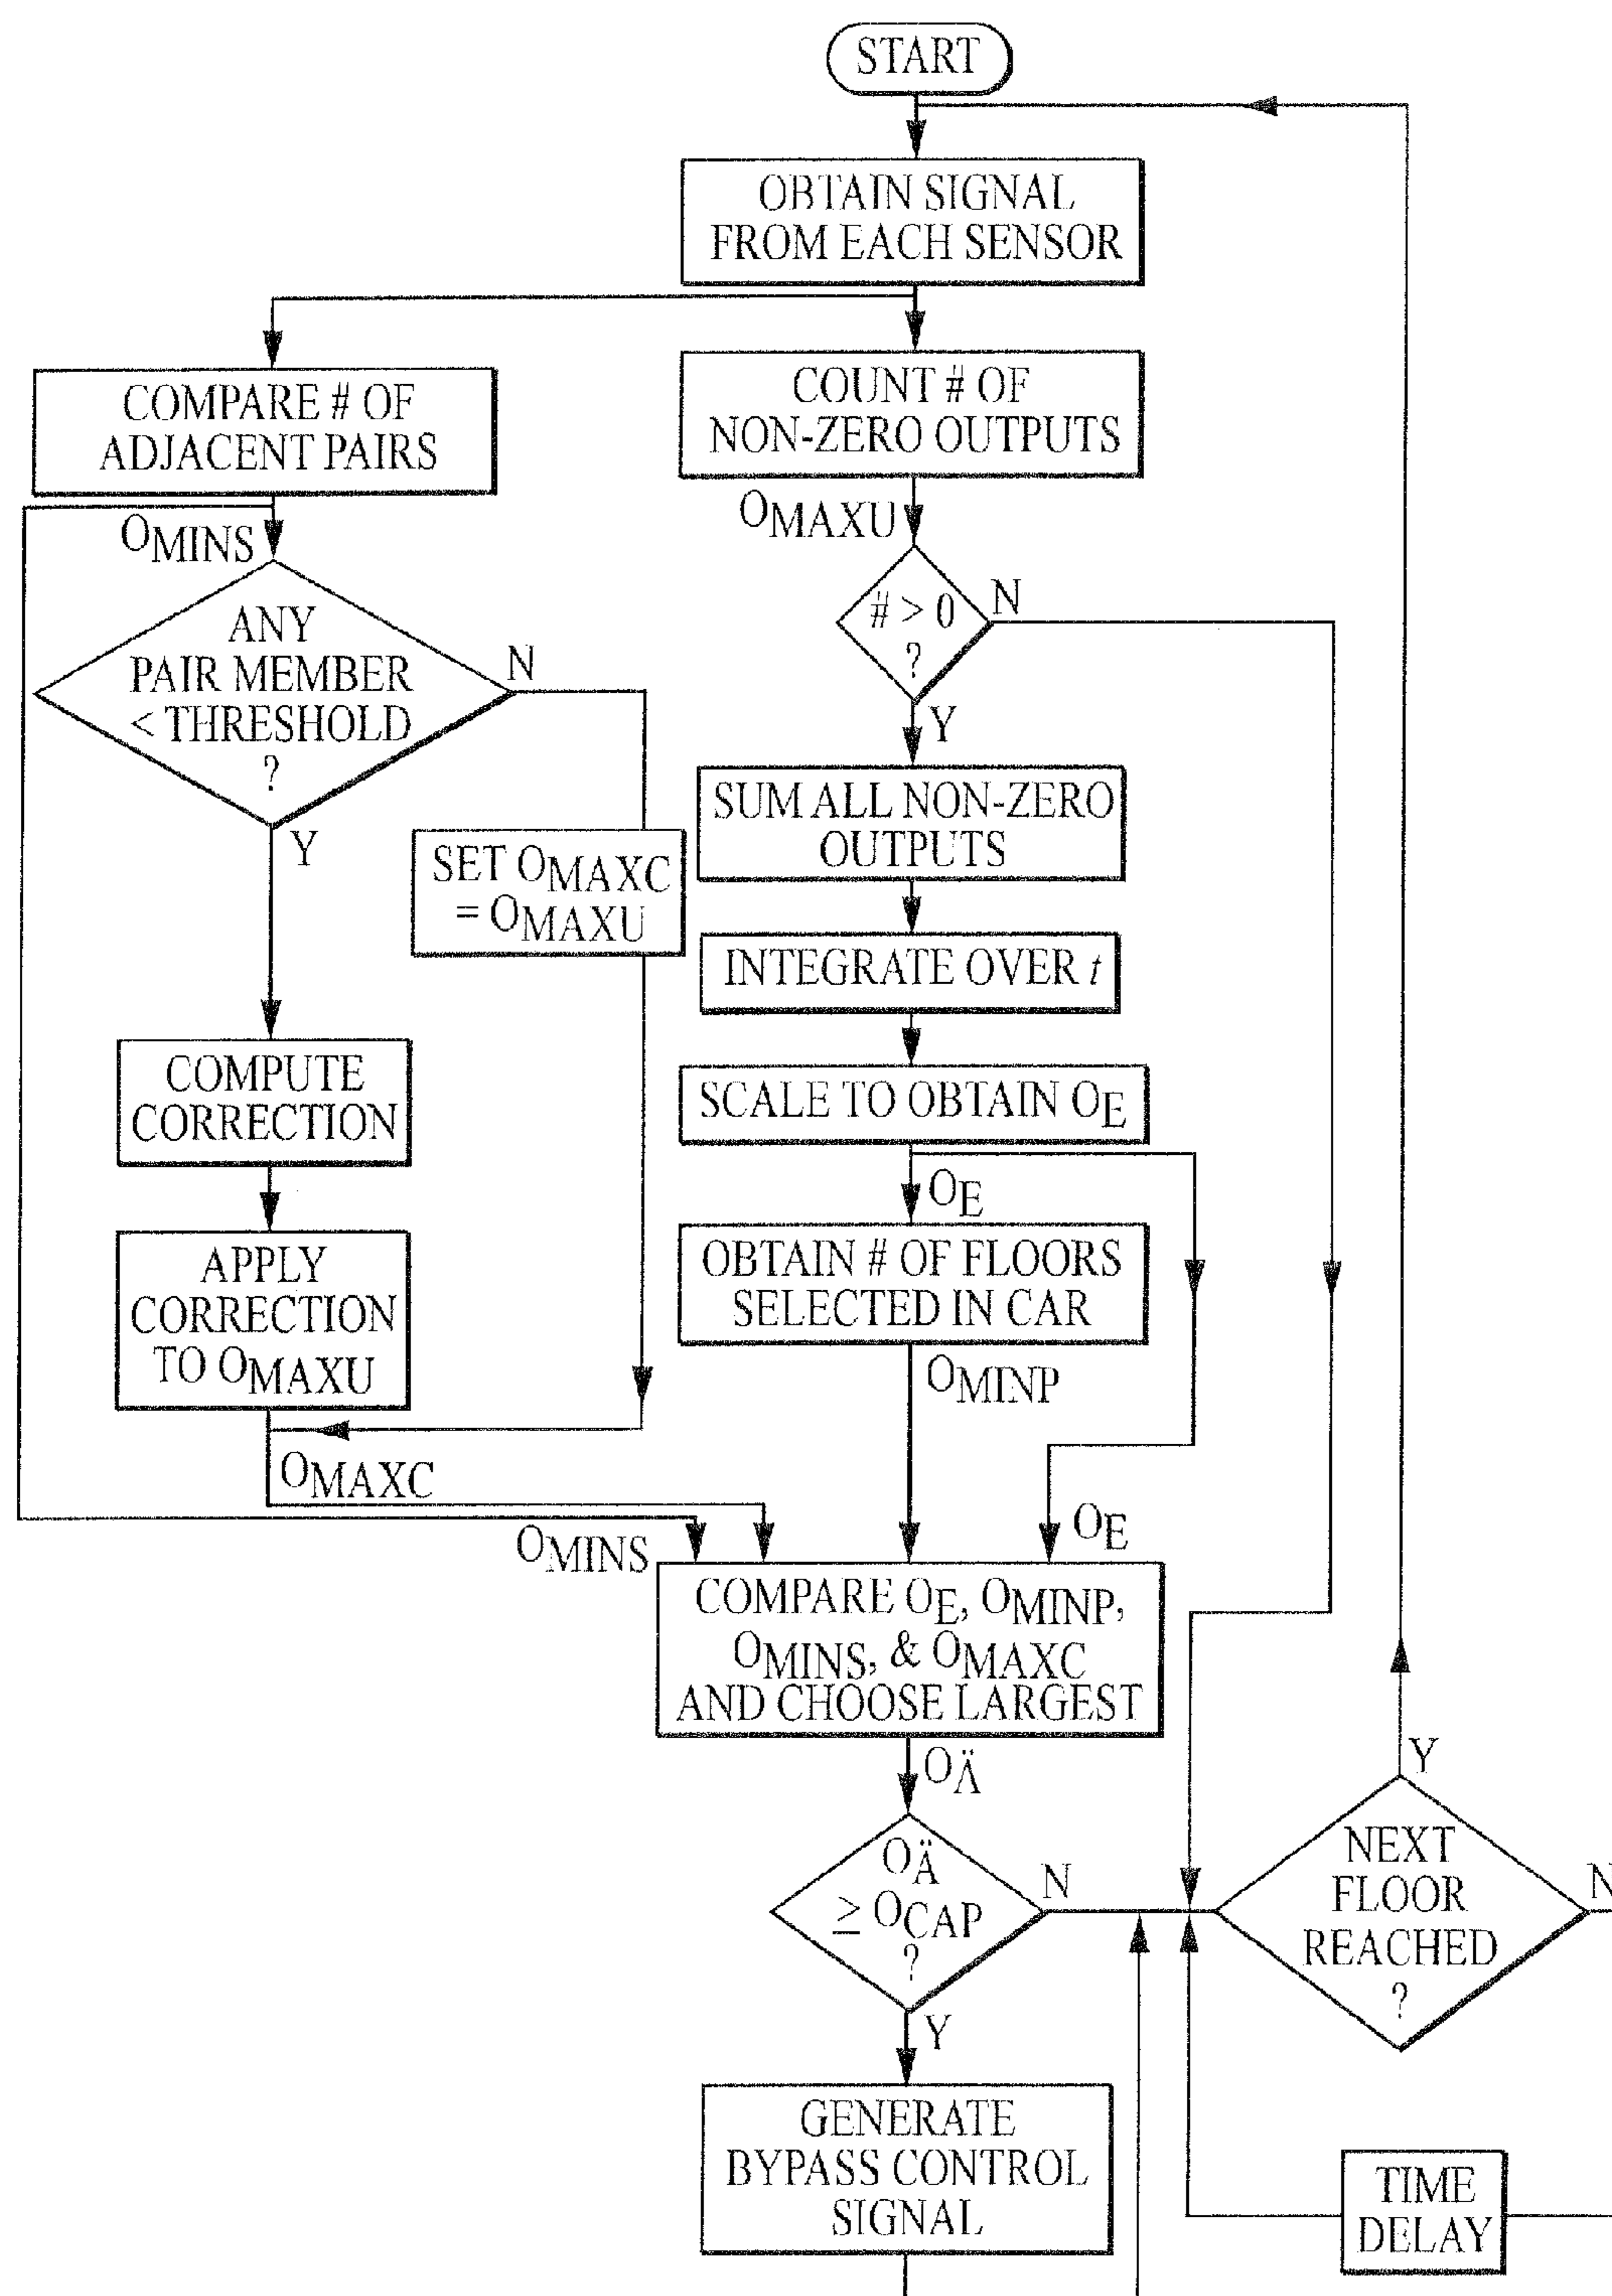 START
OBTAIN SIGNAL
FROM EACH SENSOR
COMPARE # OF
ADJACENT PAIRS
COUNT # OF
NON-ZERO OUTPUTS
OMINS
OMAXU
ANY
PAIR MEMBER
< THRESHOLD
?
N
Y
# > 0
?
N
Y
SET OMAXC
= OMAXU
SUM ALL NON-ZERO
OUTPUTS
INTEGRATE OVER t
SCALE TO OBTAIN OE
COMPUTE
CORRECTION
APPLY
CORRECTION
TO OMAXU
OE
OBTAIN # OF FLOORS
SELECTED IN CAR
OMINP
OMAXC
OMINS
OE
COMPARE OE, OMINP,
OMINS, & OMAXC
AND CHOOSE LARGEST
OÄ
OÄ
≥ OCAP
?
N
Y
Y
NEXT
FLOOR
REACHED
?
N
GENERATE
BYPASS CONTROL
SIGNAL
TIME
DELAY